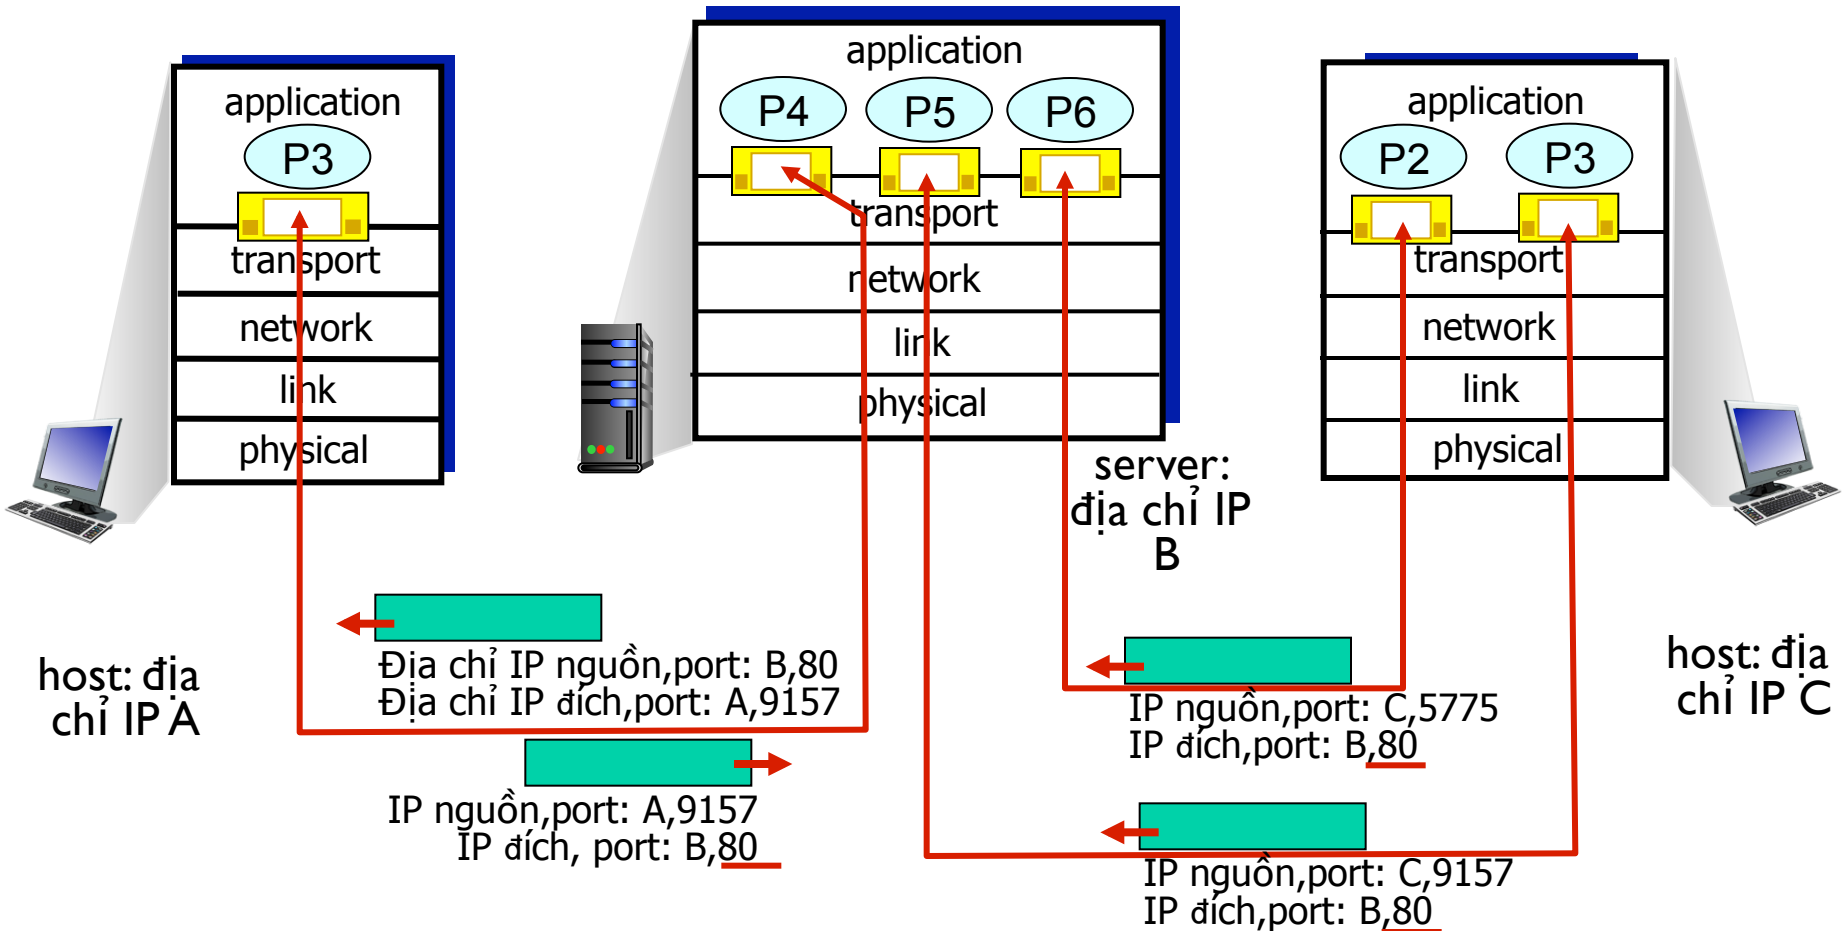 application
P3
transport
network
link
physical
host: địa
chỉ IP A
application
P4 P5 P6
transport
network
link
physical
server:
địa chỉ IP
B
application
P2 P3
transport
network
link
physical
host: địa
chỉ IP C
Địa chỉ IP nguồn,port: B,80
Địa chỉ IP đích,port: A,9157
IP nguồn,port: A,9157
IP đích, port: B,80
IP nguồn,port: C,5775
IP đích,port: B,80
IP nguồn,port: C,9157
IP đích,port: B,80